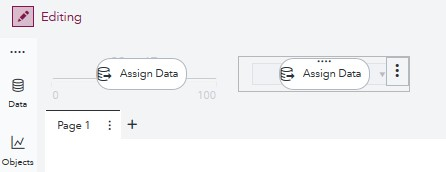 Editing
Assign Data
Assign Data
0
100
Data
Page 1
Objects